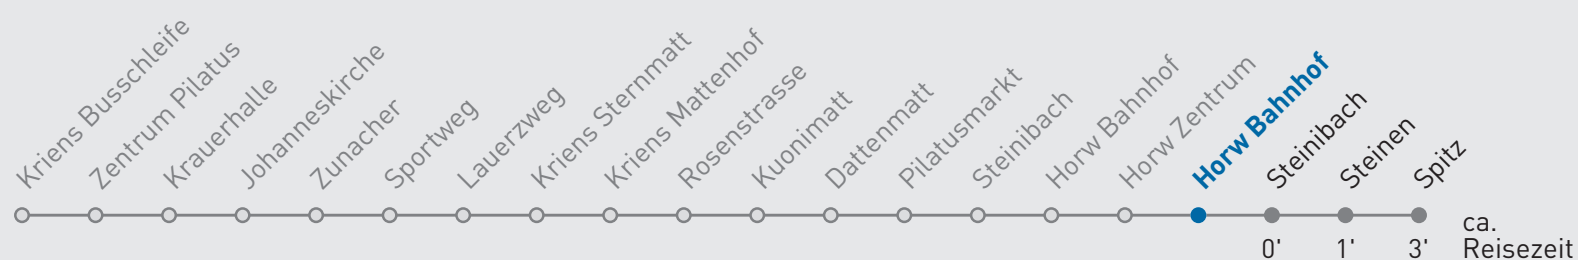 Kriens Busschleife
Zentrum Pilatus
Krauerhalle
Johanneskirche
Zunacher
Sportweg
Lauerzweg
Kriens Sternmatt
Kriens Mattenhof
Rosenstrasse
Kuonimatt
Dattenmatt
Pilatusmarkt
Steinibach
Horw Bahnhof
Horw Zentrum
Horw Bahnhof
Steinibach
Steinen
Spitz
0' 1' 3'
ca.
Reisezeit